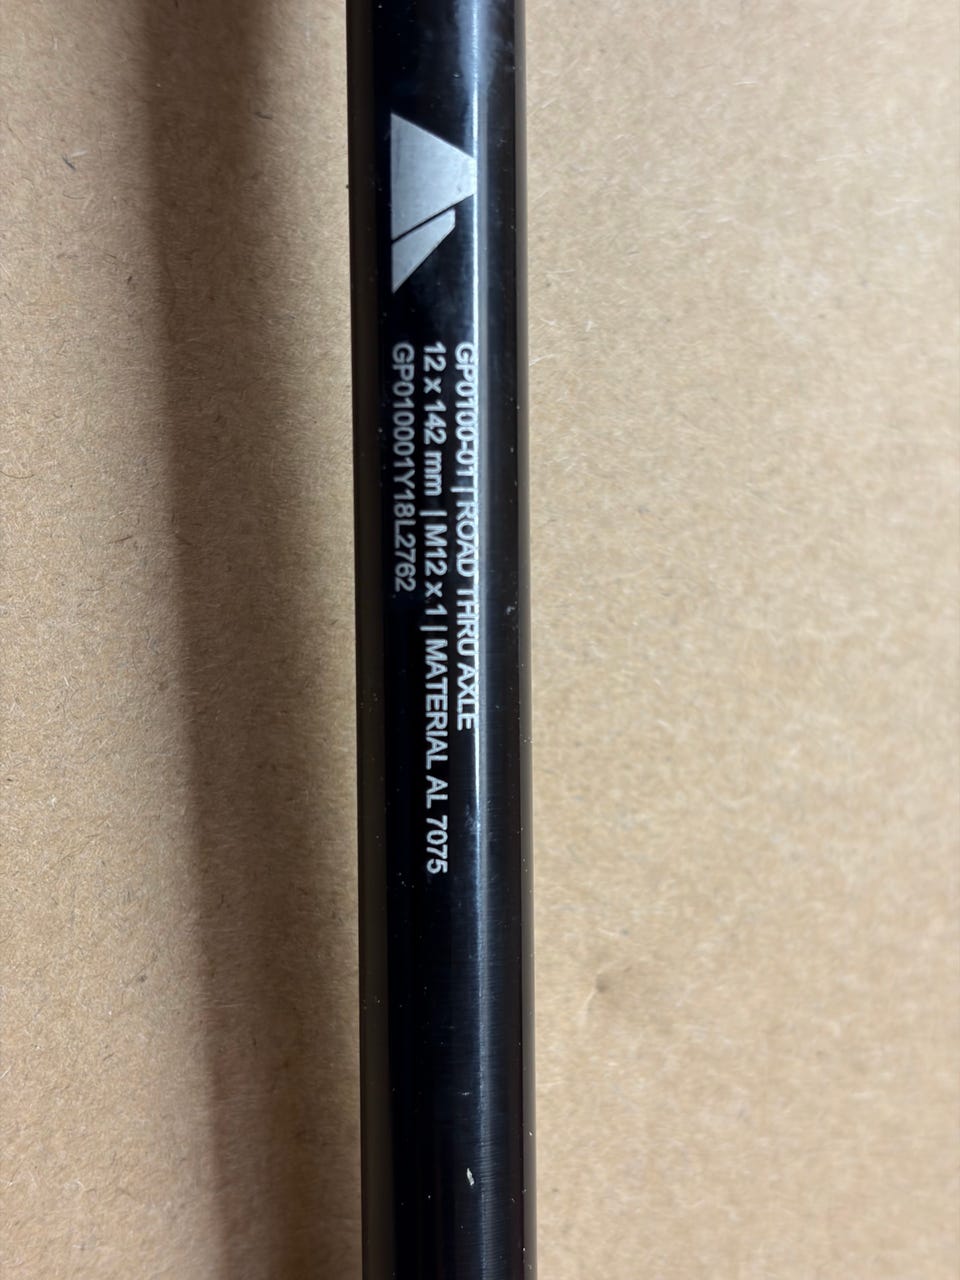 GP0100-01 | ROAD THRU AXLE
12 x 142 mm | M12 x 1 | MATERIAL AL 7075
GP010001Y18L2762